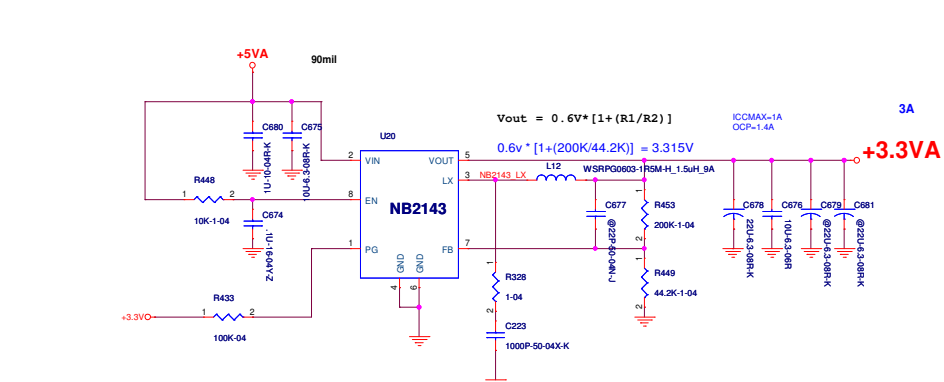 +5VA
90mil
3A
C680
1U-10-04R-K
C675
10U-6.3-08R-K
U20
Vout = 0.6V*[1+(R1/R2)]
ICCMAX=1A
OCP=1.4A
0.6v * [1+(200K/44.2K)] = 3.315V
+3.3VA
2
VIN
VOUT
5
L12
WSRPG0603-1R5M-H_1.5uH_9A
LX
3
NB2143_LX
R448
1
2
10K-1-04
8
EN
NB2143
C674
.1U-16-04Y-Z
C677
@22P-50-04N-J
1
R453
200K-1-04
2
C678
22U-6.3-08R-K
C676
10U-6.3-06R
C679
@22U-6.3-08R-K
C681
@22U-6.3-08R-K
1
PG
FB
7
GND
GND
4
6
1
R328
1-04
2
1
R449
44.2K-1-04
2
R433
+3.3V
1
2
100K-04
C223
1000P-50-04X-K